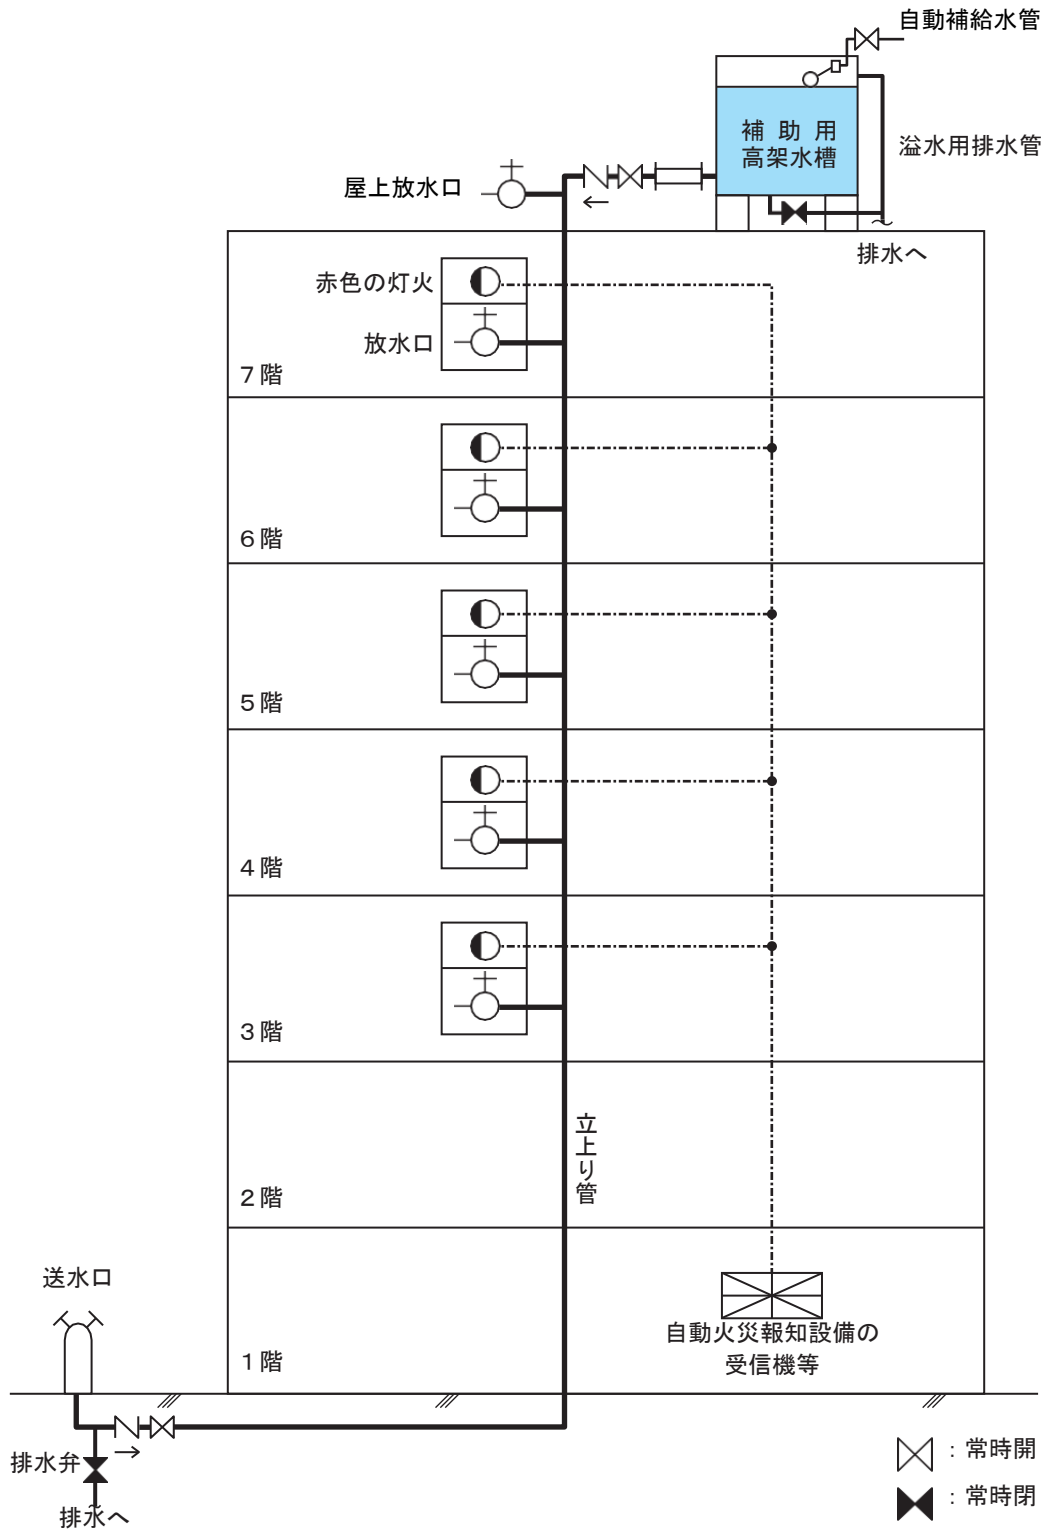 自動補給水管
補助用
高架水槽
溢水用排水管
屋上放水口
排水へ
赤色の灯火
放水口
7階
6階
5階
4階
3階
立上り管
2階
送水口
自動火災報知設備の
受信機等
1階
排水弁
排水へ
：常時開
：常時閉